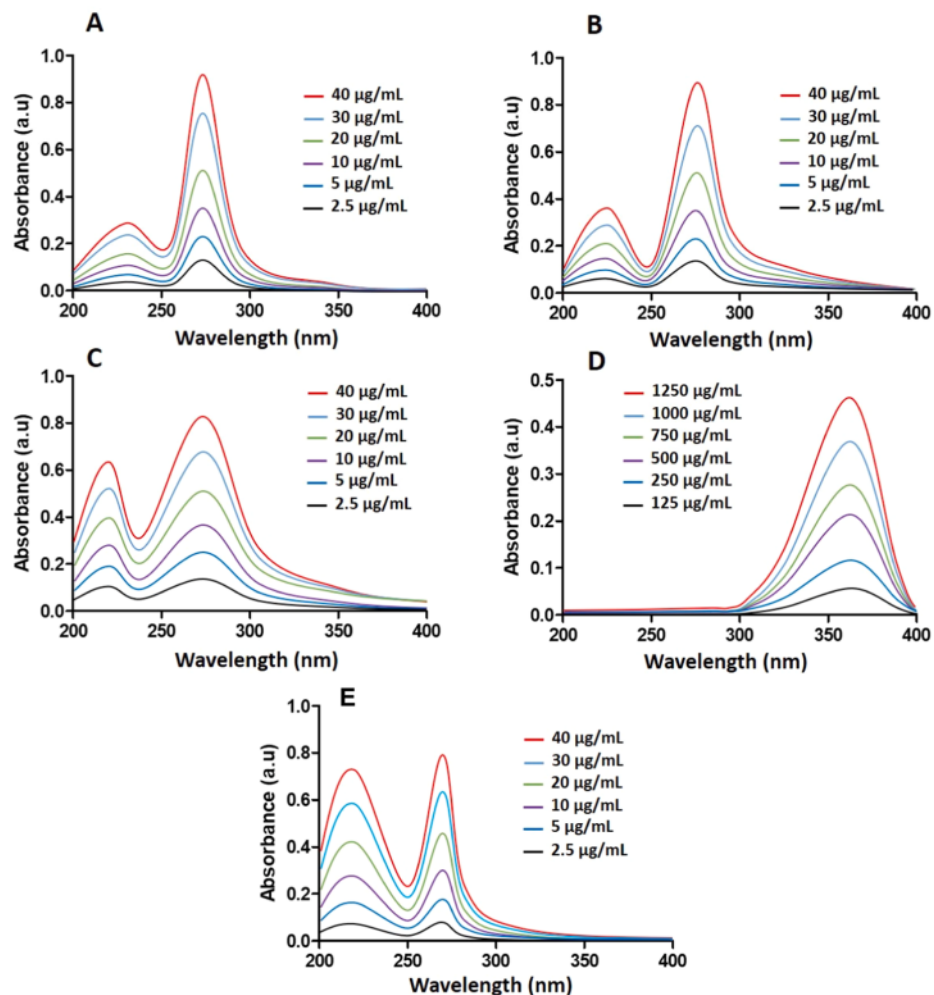 A
Absorbance (a.u)
1.0
0.8
0.6
0.4
0.2
0.0
200
250
300
350
400
Wavelength (nm)
40 µg/mL
30 µg/mL
20 µg/mL
10 µg/mL
5 µg/mL
2.5 µg/mL
B
Absorbance (a.u)
1.0
0.8
0.6
0.4
0.2
0.0
200
250
300
350
400
Wavelength (nm)
40 µg/mL
30 µg/mL
20 µg/mL
10 µg/mL
5 µg/mL
2.5 µg/mL
C
Absorbance (a.u)
1.0
0.8
0.6
0.4
0.2
0.0
200
250
300
350
400
Wavelength (nm)
40 µg/mL
30 µg/mL
20 µg/mL
10 µg/mL
5 µg/mL
2.5 µg/mL
D
Absorbance (a.u)
0.5
0.4
0.3
0.2
0.1
0.0
200
250
300
350
400
Wavelength (nm)
1250 µg/mL
1000 µg/mL
750 µg/mL
500 µg/mL
250 µg/mL
125 µg/mL
E
Absorbance (a.u)
1.0
0.8
0.6
0.4
0.2
0.0
200
250
300
350
400
Wavelength (nm)
40 µg/mL
30 µg/mL
20 µg/mL
10 µg/mL
5 µg/mL
2.5 µg/mL